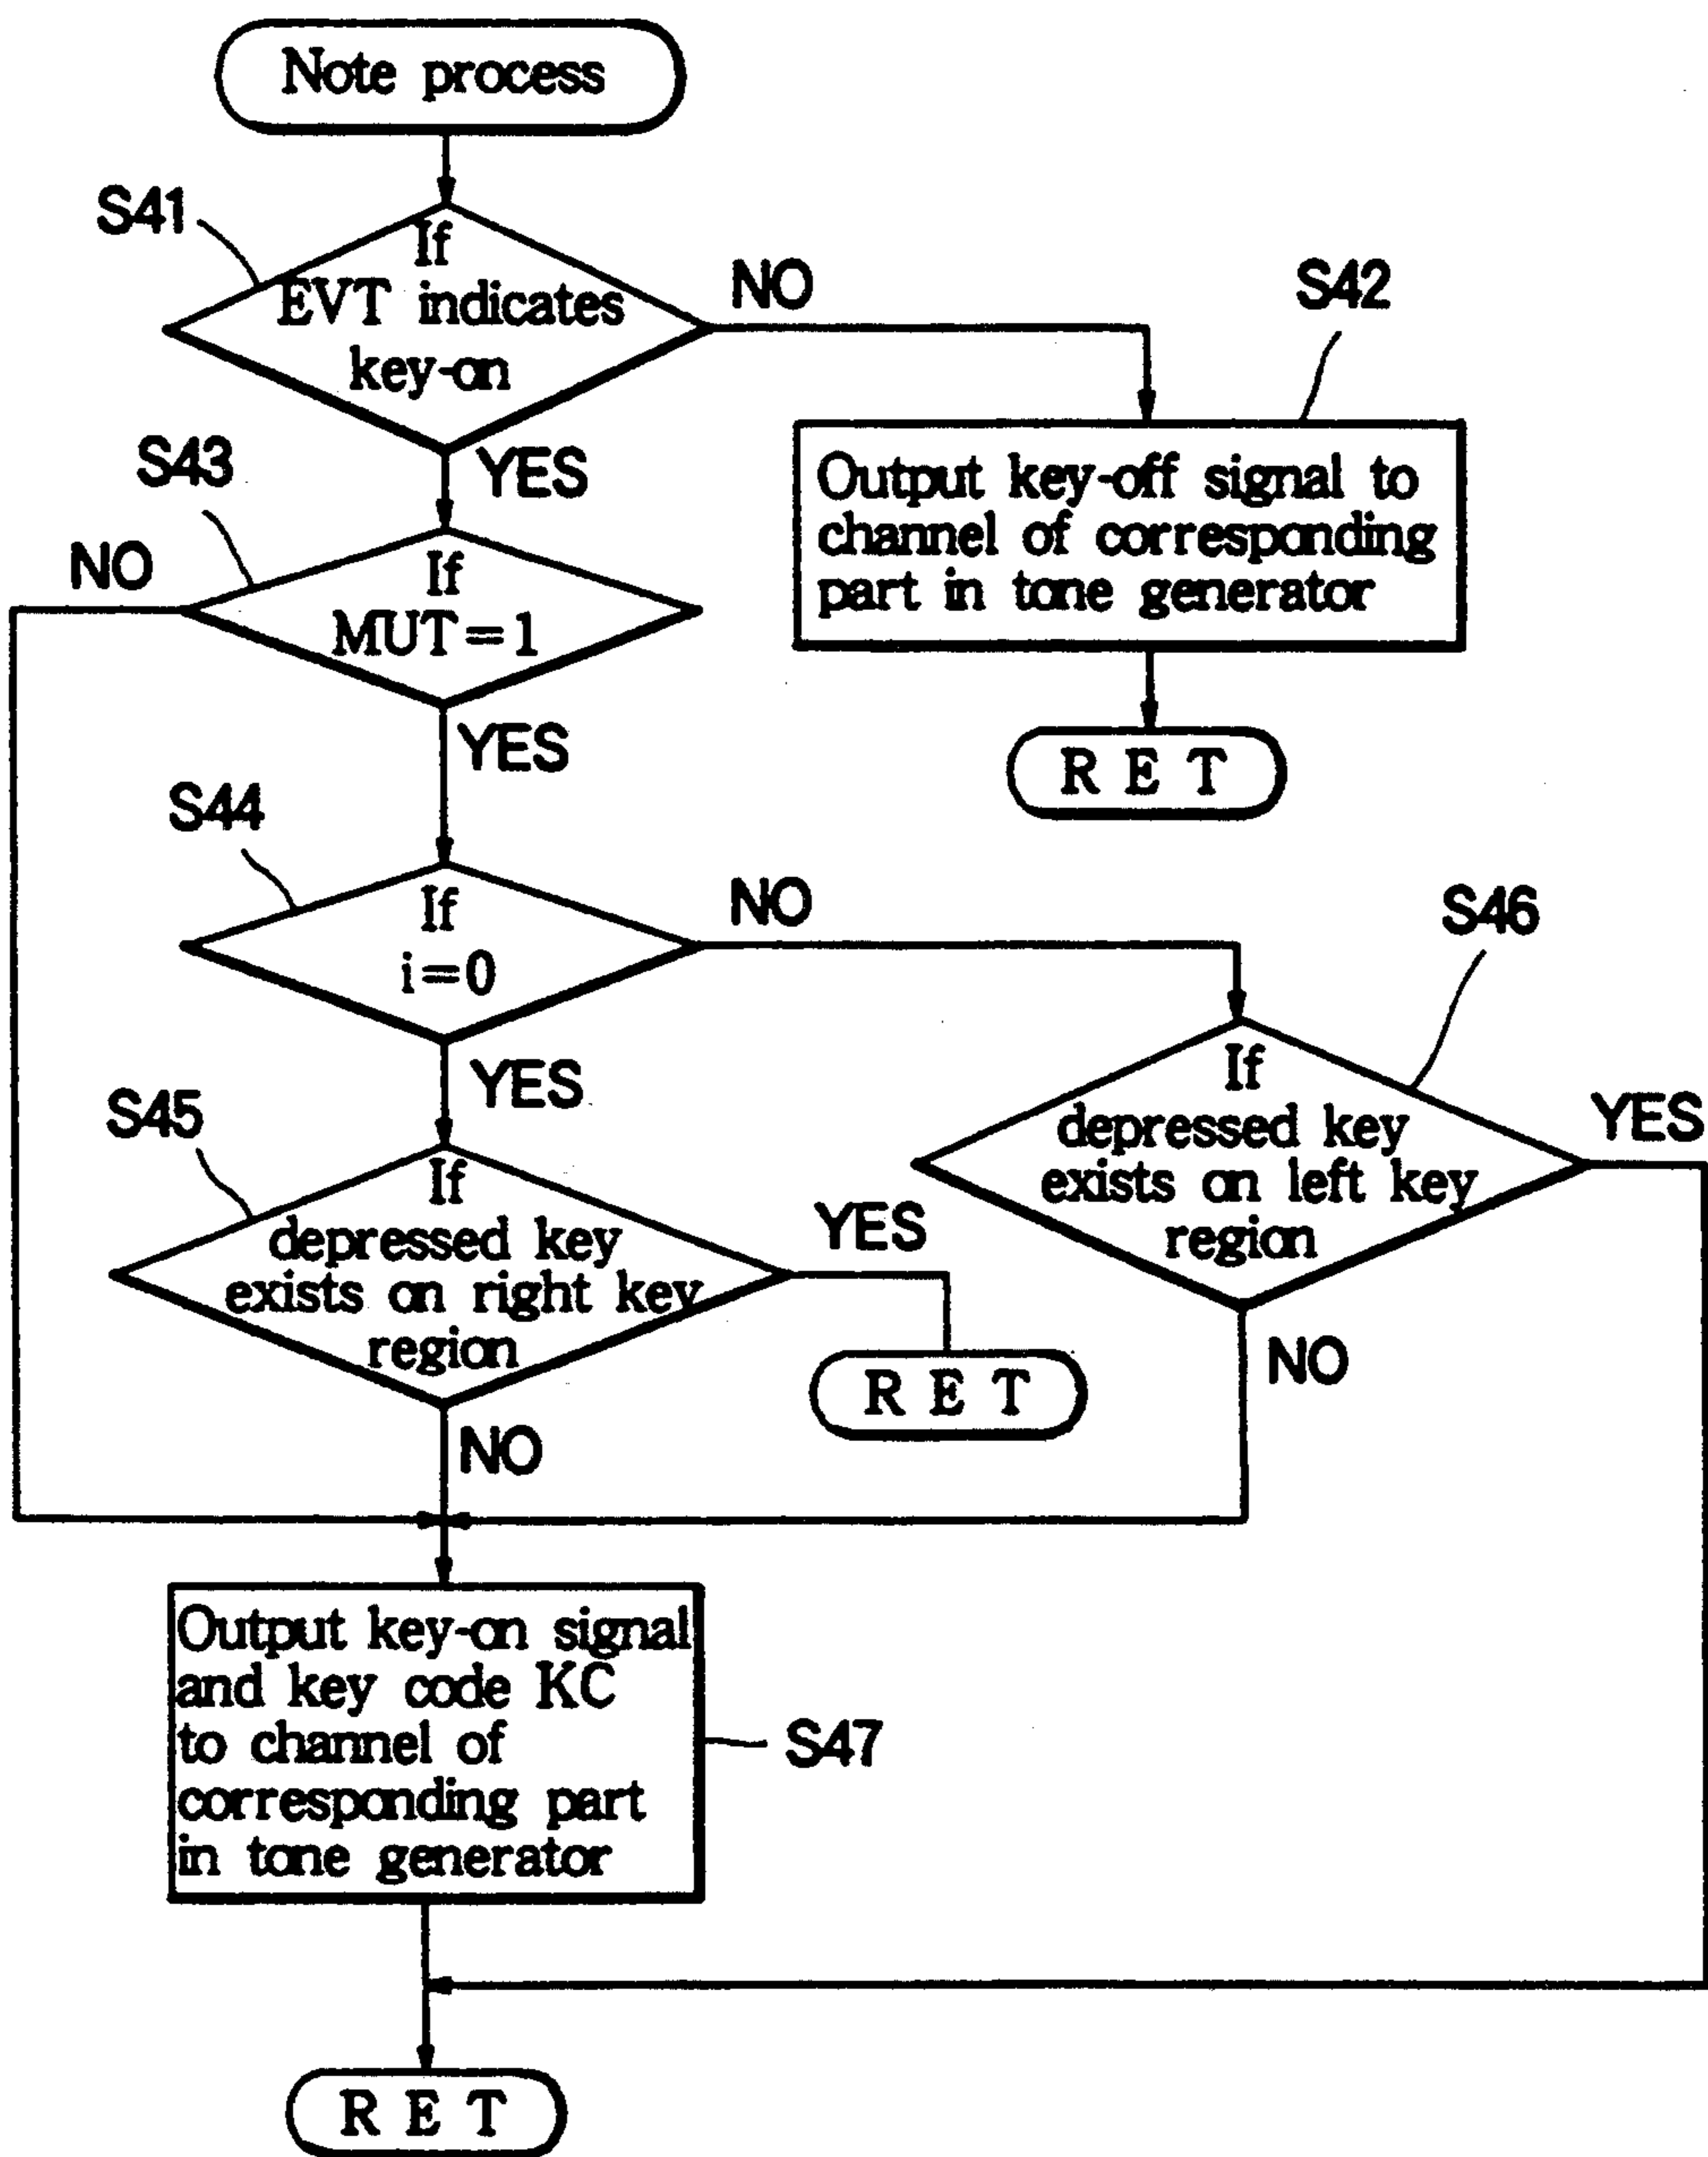 Note process
S41
If
EVT indicates
key-on
NO
S42
YES
Output key-off signal to
channel of corresponding
part in tone generator
RET
S43
NO
If
MUT=1
YES
S44
If
i=0
NO
S46
YES
If
depressed key
exists on left key
region
YES
NO
S45
If
depressed key
exists on right key
region
YES
RET
NO
Output key-on signal
and key code KC
to channel of
corresponding part
in tone generator
S47
RET